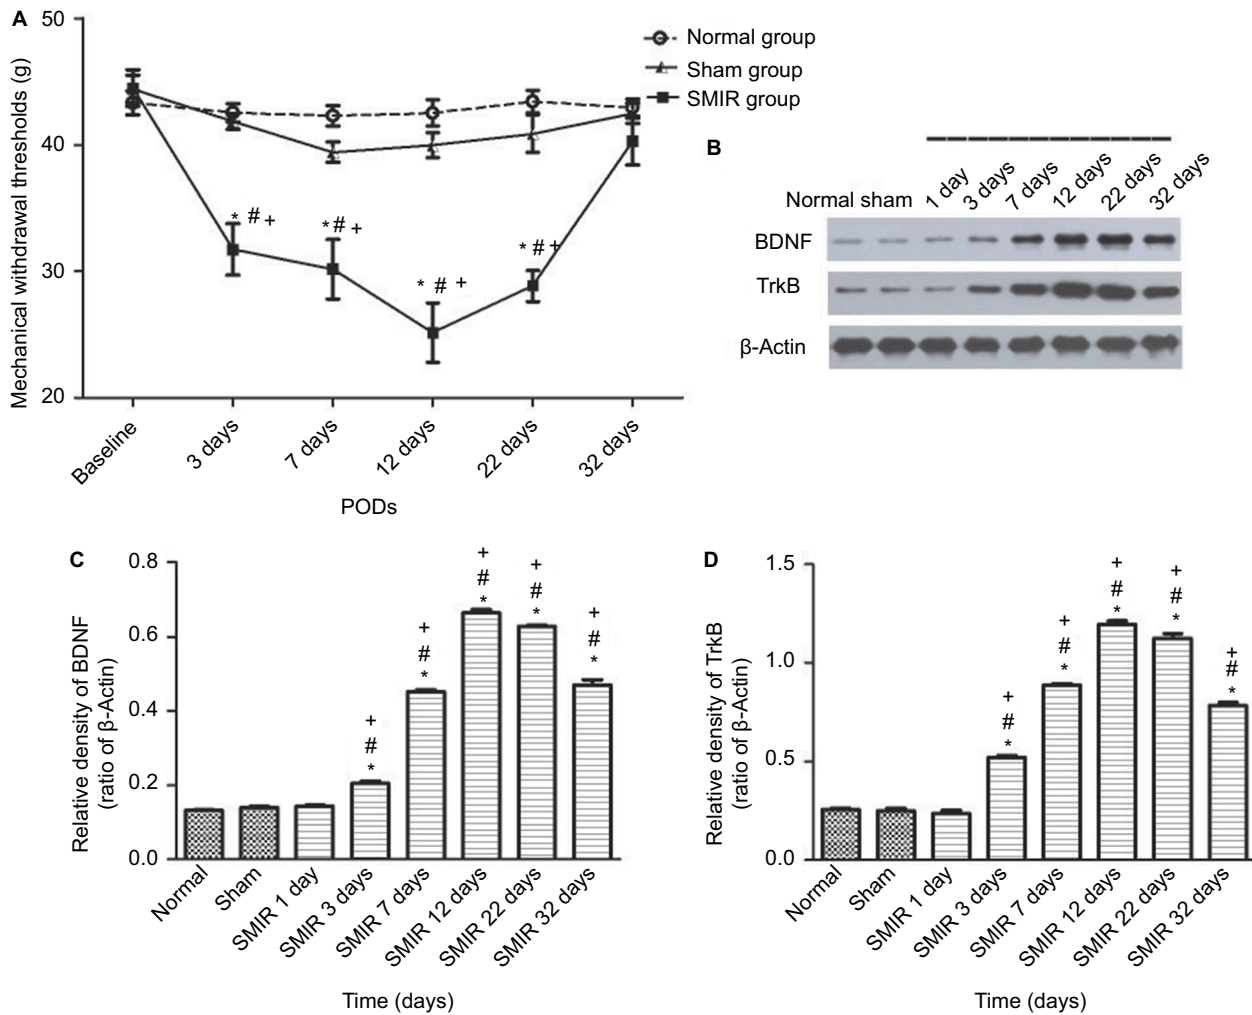 A
50
40
30
20
Mechanical withdrawal thresholds (g)
Normal group
Sham group
SMIR group
* # +
* # +
* # +
* # +
Baseline
3 days
7 days
12 days
22 days
32 days
PODs
B
Normal sham
1 day
3 days
7 days
12 days
22 days
32 days
BDNF
TrkB
β-Actin
C
0.8
0.6
0.4
0.2
0.0
Relative density of BDNF
(ratio of β-Actin)
+
#
*
+
#
*
+
#
*
+
#
*
+
#
*
Normal
Sham
SMIR 1 day
SMIR 3 days
SMIR 7 days
SMIR 12 days
SMIR 22 days
SMIR 32 days
Time (days)
D
1.5
1.0
0.5
0.0
Relative density of TrkB
(ratio of β-Actin)
+
#
*
+
#
*
+
#
*
+
#
*
+
#
*
Normal
Sham
SMIR 1 day
SMIR 3 days
SMIR 7 days
SMIR 12 days
SMIR 22 days
SMIR 32 days
Time (days)